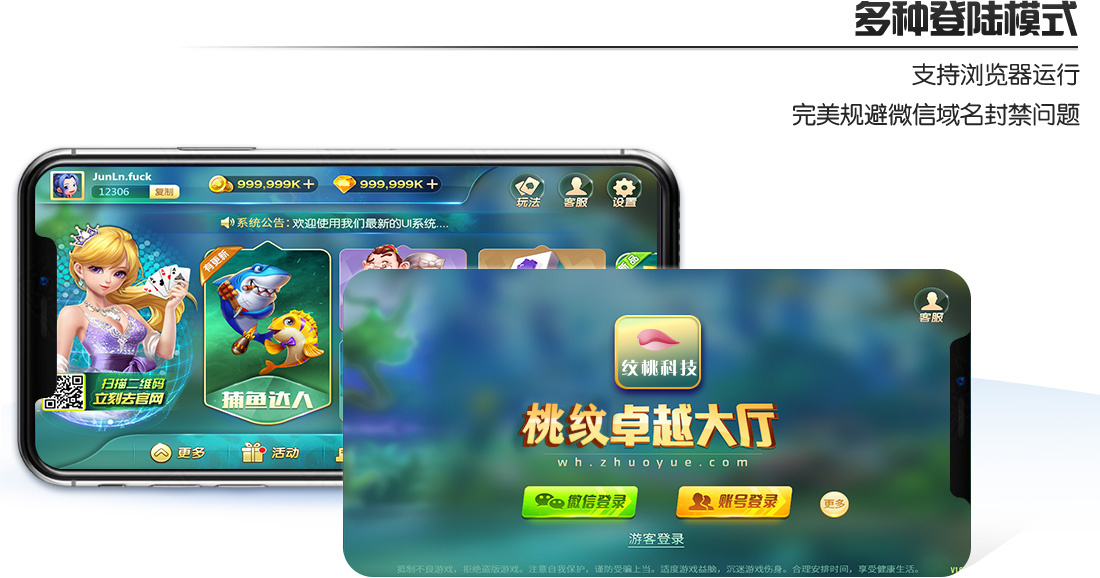 多种登陆模式
支持浏览器运行
完美规避微信域名封禁问题
JunLn.fuck
12306 复制
999,999K+ 999,999K+
玩法 客服 设置
系统公告:欢迎使用我们最新的UI系统....
有更新
新品
扫描二维码
立刻去官网
捕鱼达人
更多 活动
客服
纹桃科技
桃纹卓越大厅
wh.zhuoyue.com
微信登录 账号登录 更多
游客登录
抵制不良游戏，拒绝盗版游戏。注意自我保护，谨防受骗上当。适度游戏益脑，沉迷游戏伤身。合理安排时间，享受健康生活。